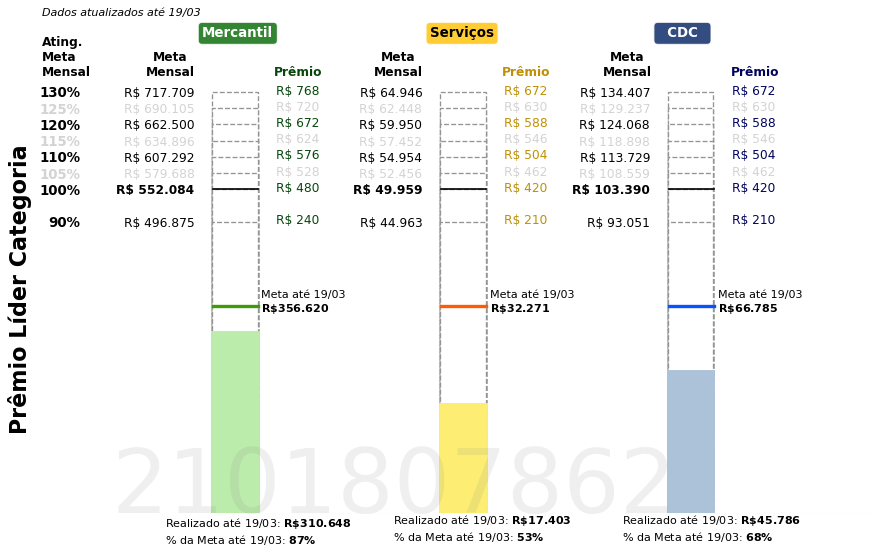 Dados atualizados até 19/03
Mercantil Serviços CDC
Ating. Meta Mensal Meta Mensal Prêmio Meta Mensal Prêmio Meta Mensal Prêmio
130% R$ 717.709 R$ 768 R$ 64.946 R$ 672 R$ 134.407 R$ 672
125% R$ 690.105 R$ 720 R$ 62.448 R$ 630 R$ 129.237 R$ 630
120% R$ 662.500 R$ 672 R$ 59.950 R$ 588 R$ 124.068 R$ 588
115% R$ 634.896 R$ 624 R$ 57.452 R$ 546 R$ 118.898 R$ 546
110% R$ 607.292 R$ 576 R$ 54.954 R$ 504 R$ 113.729 R$ 504
105% R$ 579.688 R$ 528 R$ 52.456 R$ 462 R$ 108.559 R$ 462
100% R$ 552.084 R$ 480 R$ 49.959 R$ 420 R$ 103.390 R$ 420
90% R$ 496.875 R$ 240 R$ 44.963 R$ 210 R$ 93.051 R$ 210
Prêmio Líder Categoria
Meta até 19/03 Meta até 19/03 Meta até 19/03
R$356.620 R$32.271 R$66.785
2101807862
Realizado até 19/03: R$310.648 Realizado até 19/03: R$17.403 Realizado até 19/03: R$45.786
% da Meta até 19/03: 87% % da Meta até 19/03: 53% % da Meta até 19/03: 68%